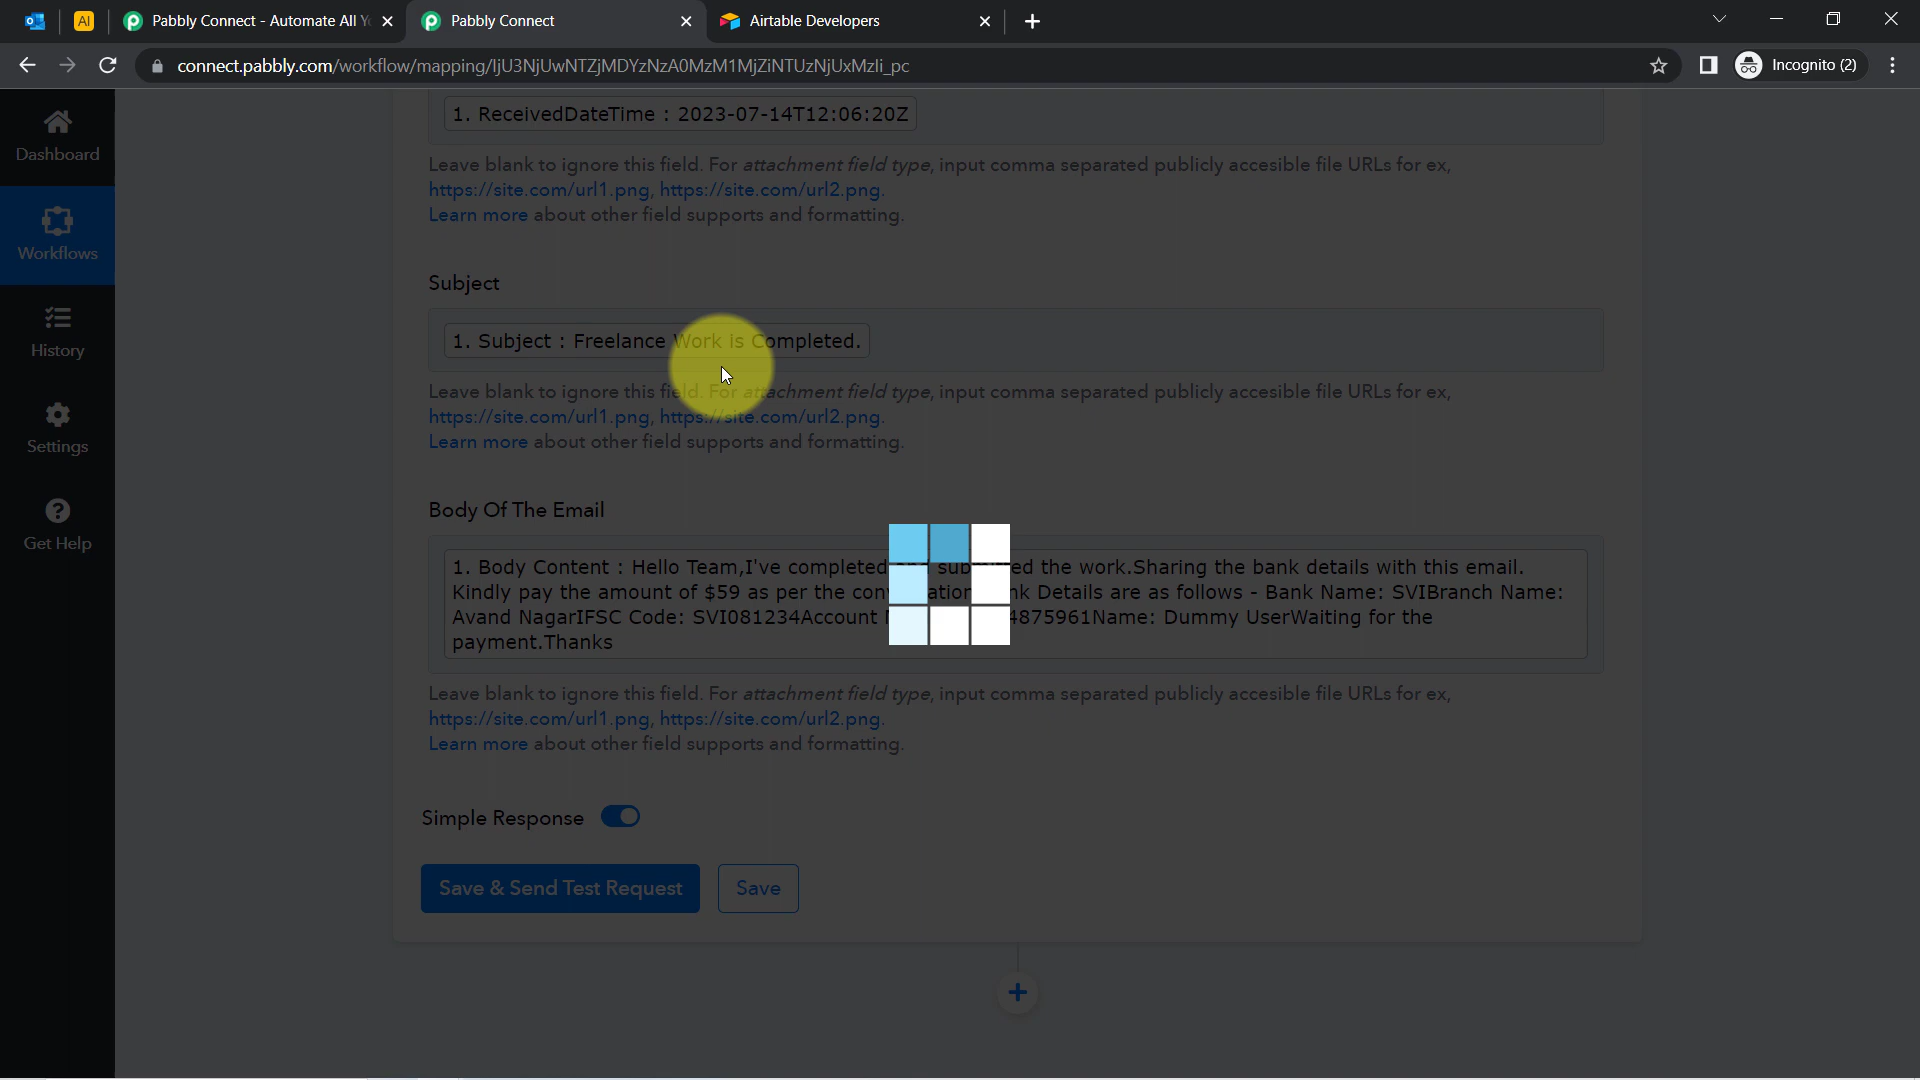 AI
Pabbly Connect - Automate All Y
Pabbly Connect
Airtable Developers
connect.pabbly.com/workflow/mapping/IjU3NjUwNTZjMDYzNzA0MzM1MjZiNTUzNjUxMzIi_pc
Incognito (2)
Dashboard
Workflows
History
Settings
Get Help
1. ReceivedDateTime : 2023-07-14T12:06:20Z
Leave blank to ignore this field. For attachment field type, input comma separated publicly accesible file URLs for ex,
https://site.com/url1.png, https://site.com/url2.png.
Learn more about other field supports and formatting.
Subject
1. Subject : Freelance Work is Completed.
Leave blank to ignore this field. For attachment field type, input comma separated publicly accesible file URLs for ex,
https://site.com/url1.png, https://site.com/url2.png.
Learn more about other field supports and formatting.
Body Of The Email
1. Body Content : Hello Team,I've completed the work.Sharing the bank details with this email.
Kindly pay the amount of $59 as per the Details are as follows - Bank Name: SVIBranch Name:
Avand NagarIFSC Code: SVI081234Account 4875961Name: Dummy UserWaiting for the
payment.Thanks
Leave blank to ignore this field. For attachment field type, input comma separated publicly accesible file URLs for ex,
https://site.com/url1.png, https://site.com/url2.png.
Learn more about other field supports and formatting.
Simple Response
Save & Send Test Request
Save